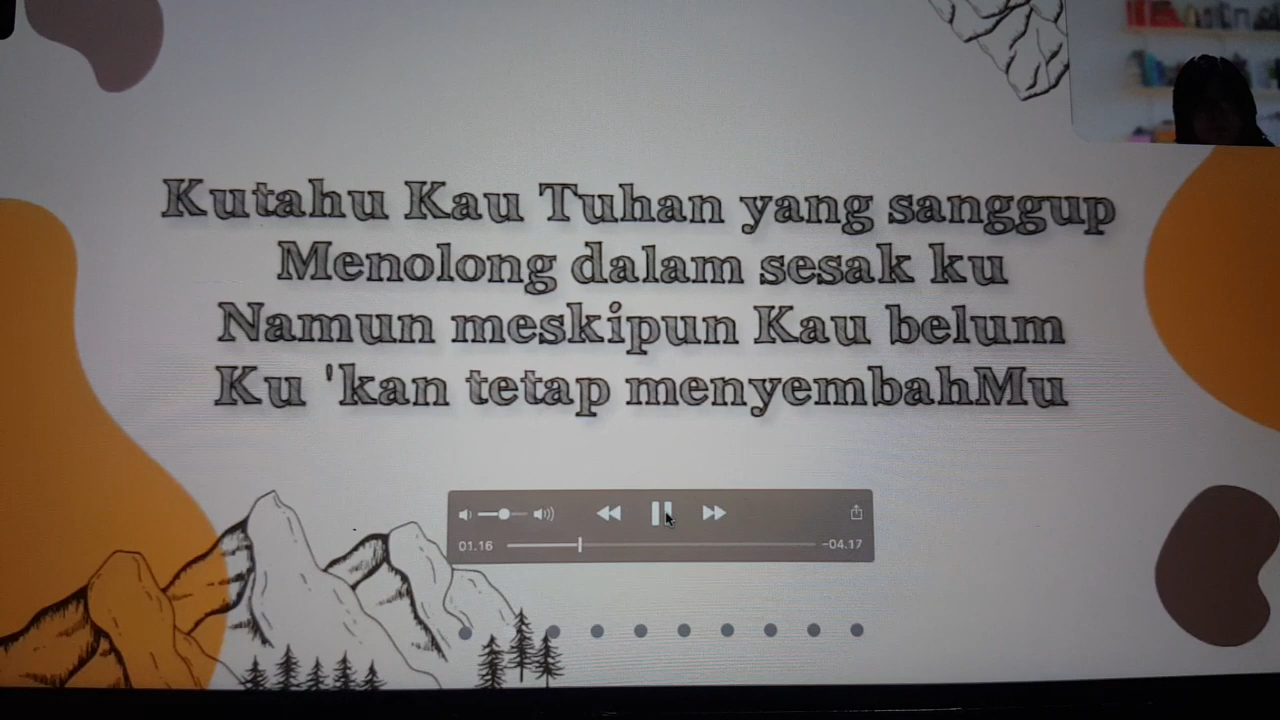 Kutahu Kau Tuhan yang sanggup
Menolong dalam sesak ku
Namun meskipun Kau belum
Ku 'kan tetap menyembahMu
01.16
-04.17